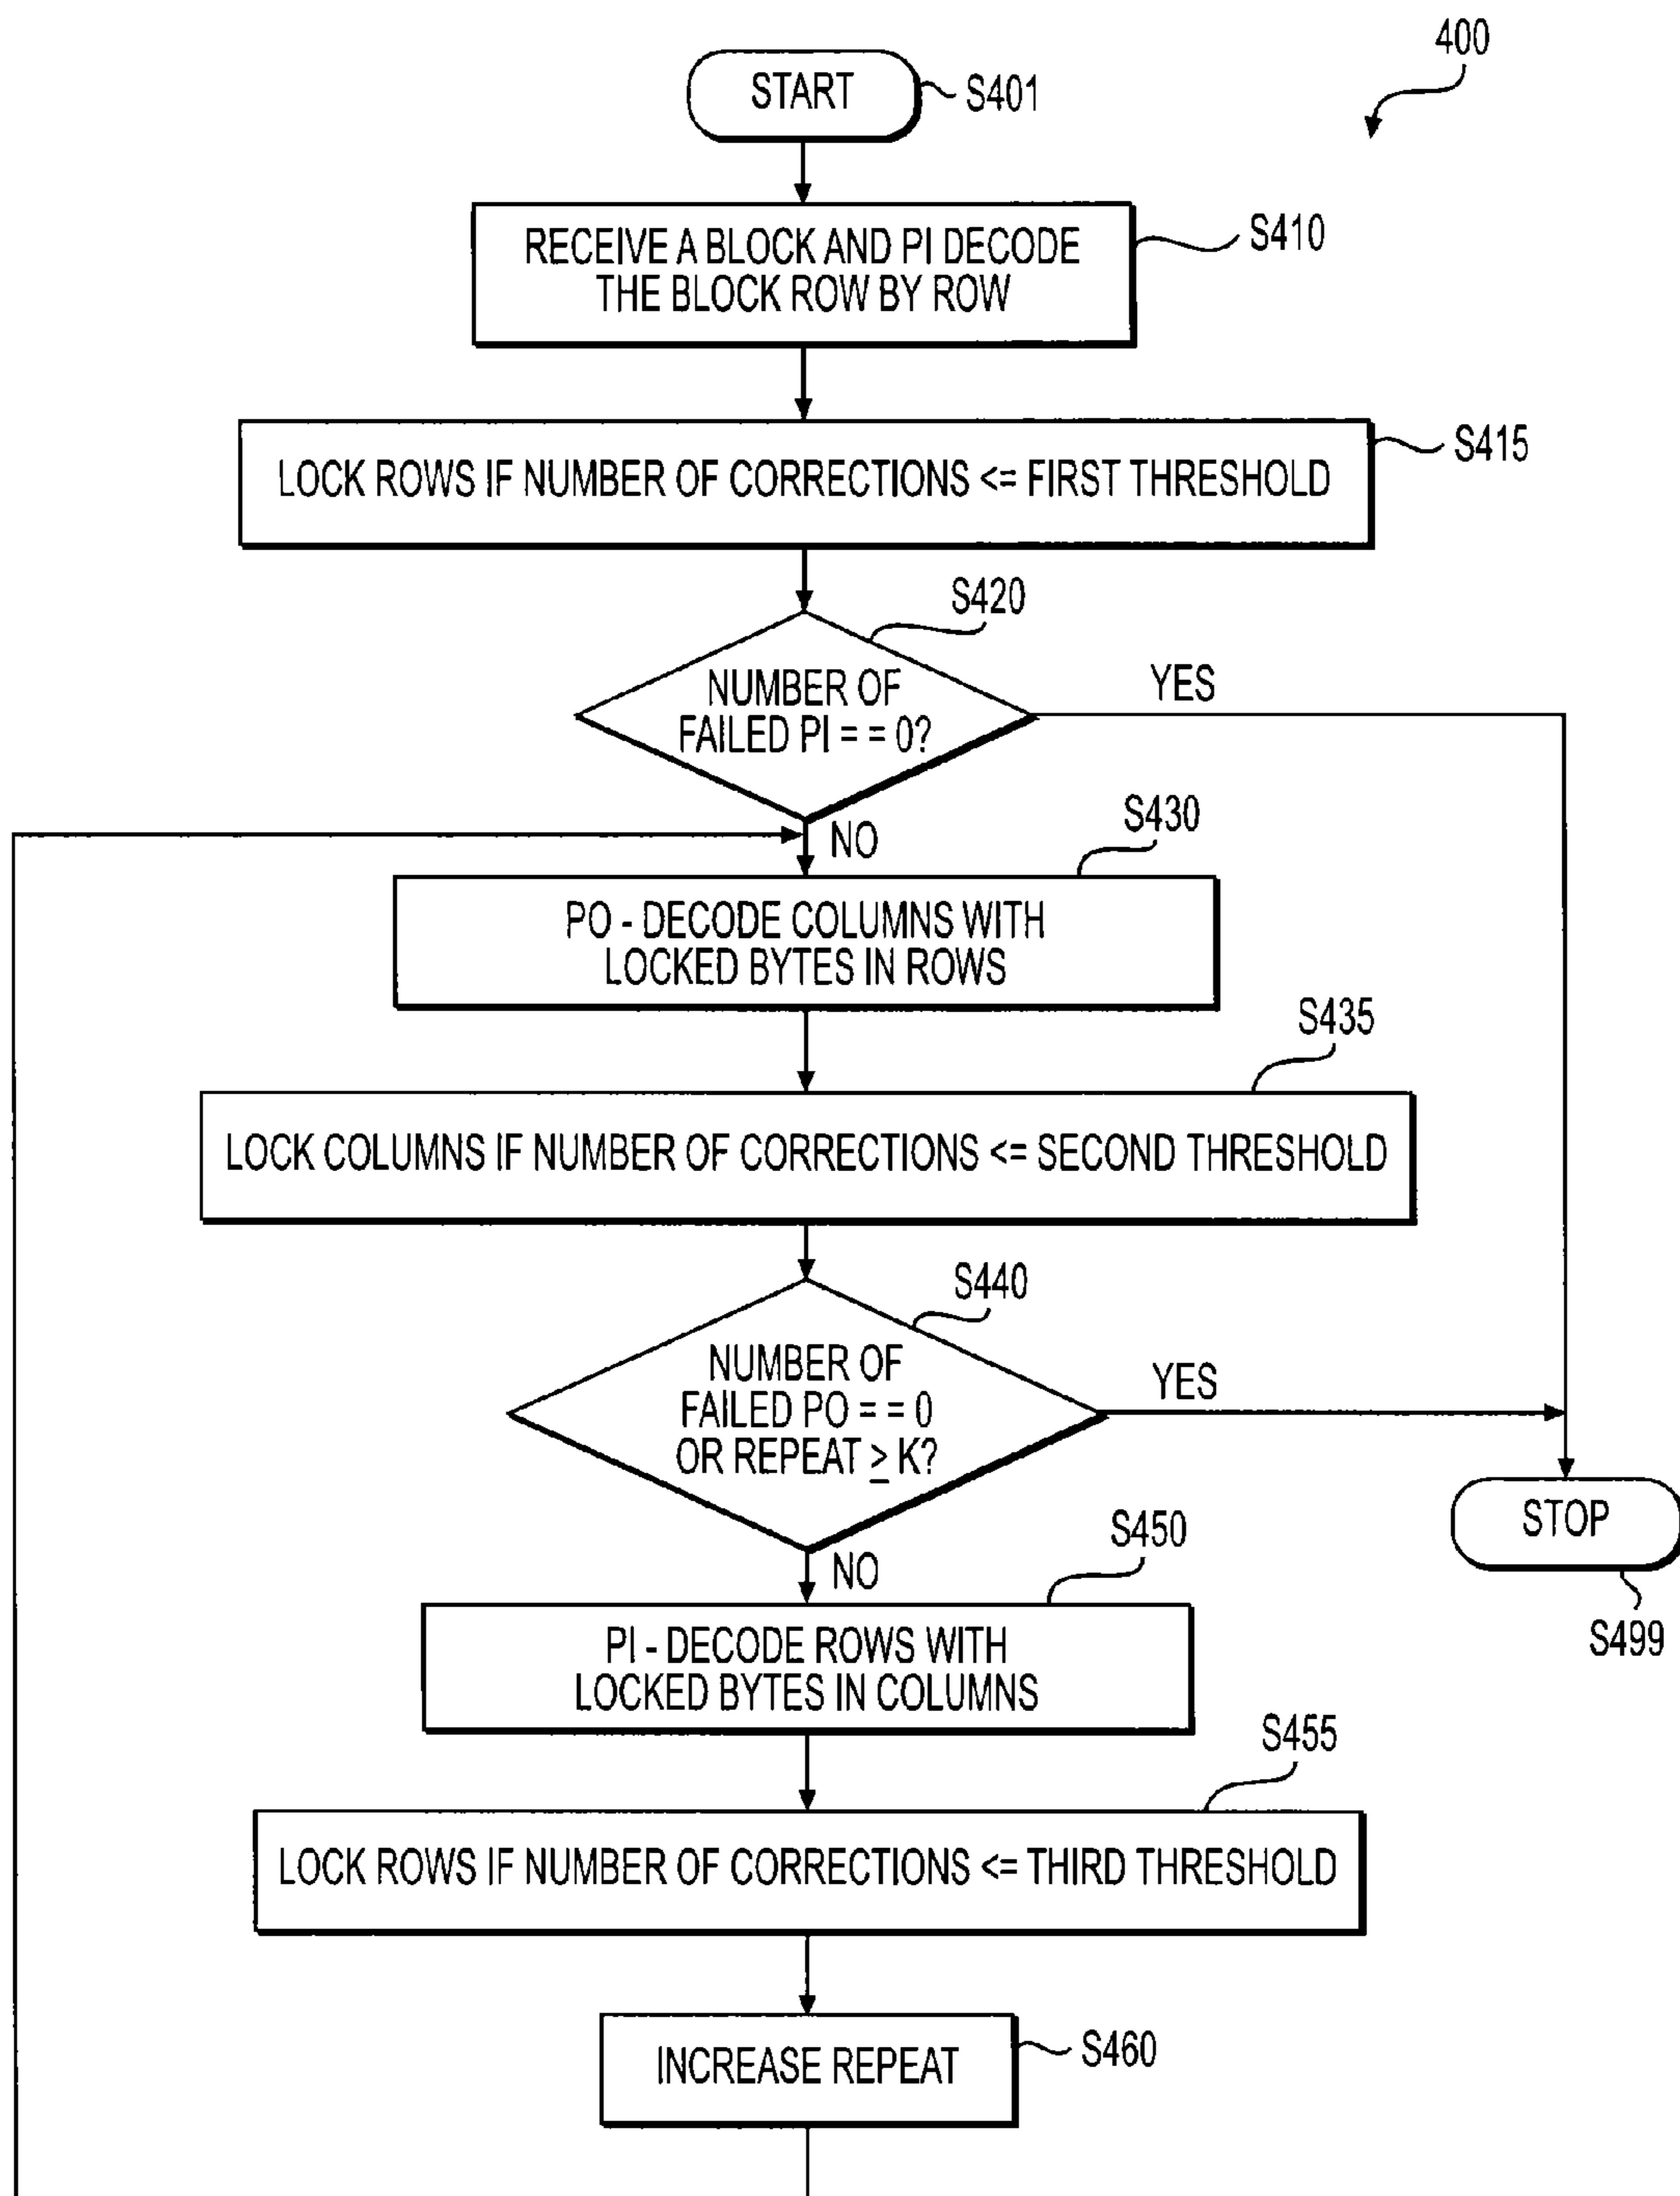 400
START
S401
RECEIVE A BLOCK AND PI DECODE
THE BLOCK ROW BY ROW
S410
LOCK ROWS IF NUMBER OF CORRECTIONS <= FIRST THRESHOLD
S415
S420
NUMBER OF
FAILED PI = = 0?
YES
NO
S430
PO - DECODE COLUMNS WITH
LOCKED BYTES IN ROWS
S435
LOCK COLUMNS IF NUMBER OF CORRECTIONS <= SECOND THRESHOLD
S440
NUMBER OF
FAILED PO = = 0
OR REPEAT ≥ K?
YES
STOP
S499
NO
S450
PI - DECODE ROWS WITH
LOCKED BYTES IN COLUMNS
S455
LOCK ROWS IF NUMBER OF CORRECTIONS <= THIRD THRESHOLD
INCREASE REPEAT
S460